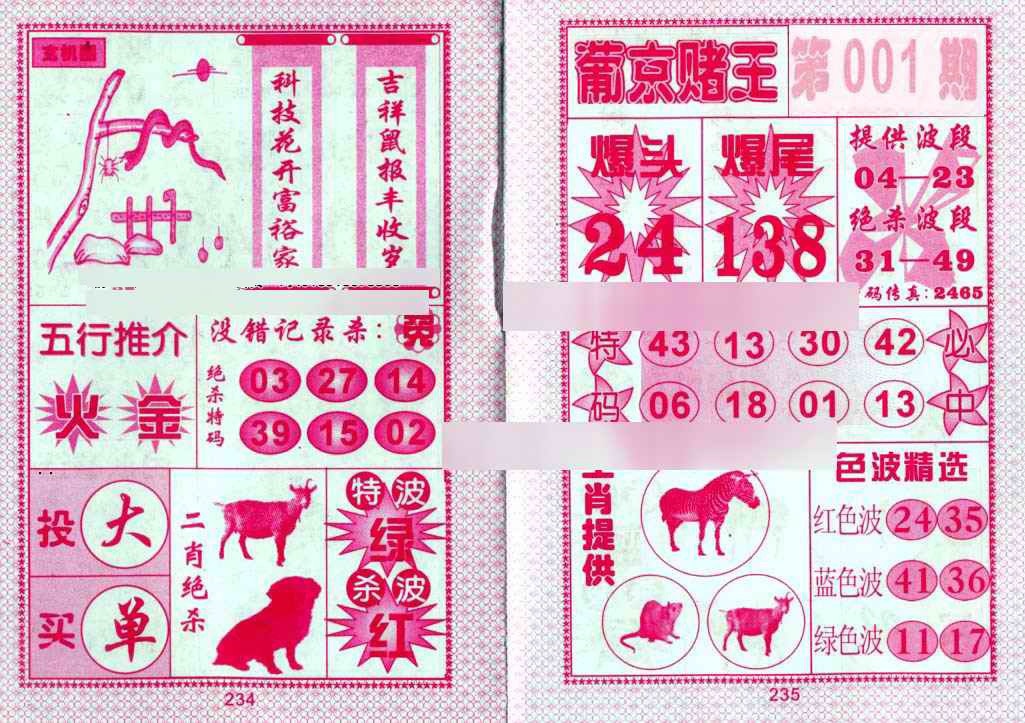 玄机图
科技花开富裕家
吉祥鼠报丰收岁
五行推介
火 金
没错记录杀：兔
绝杀特码
03 27 14
39 15 02
投 大
买 单
二肖绝杀
特波
绿
杀波
红
234
葡京赌王
第001期
爆头
24
爆尾
138
提供波段
04—23
绝杀波段
31—49
码传真：2465
特码
43 13 30 42
06 18 01 13
必中
肖提供
色波精选
红色波 24 35
蓝色波 41 36
绿色波 11 17
235